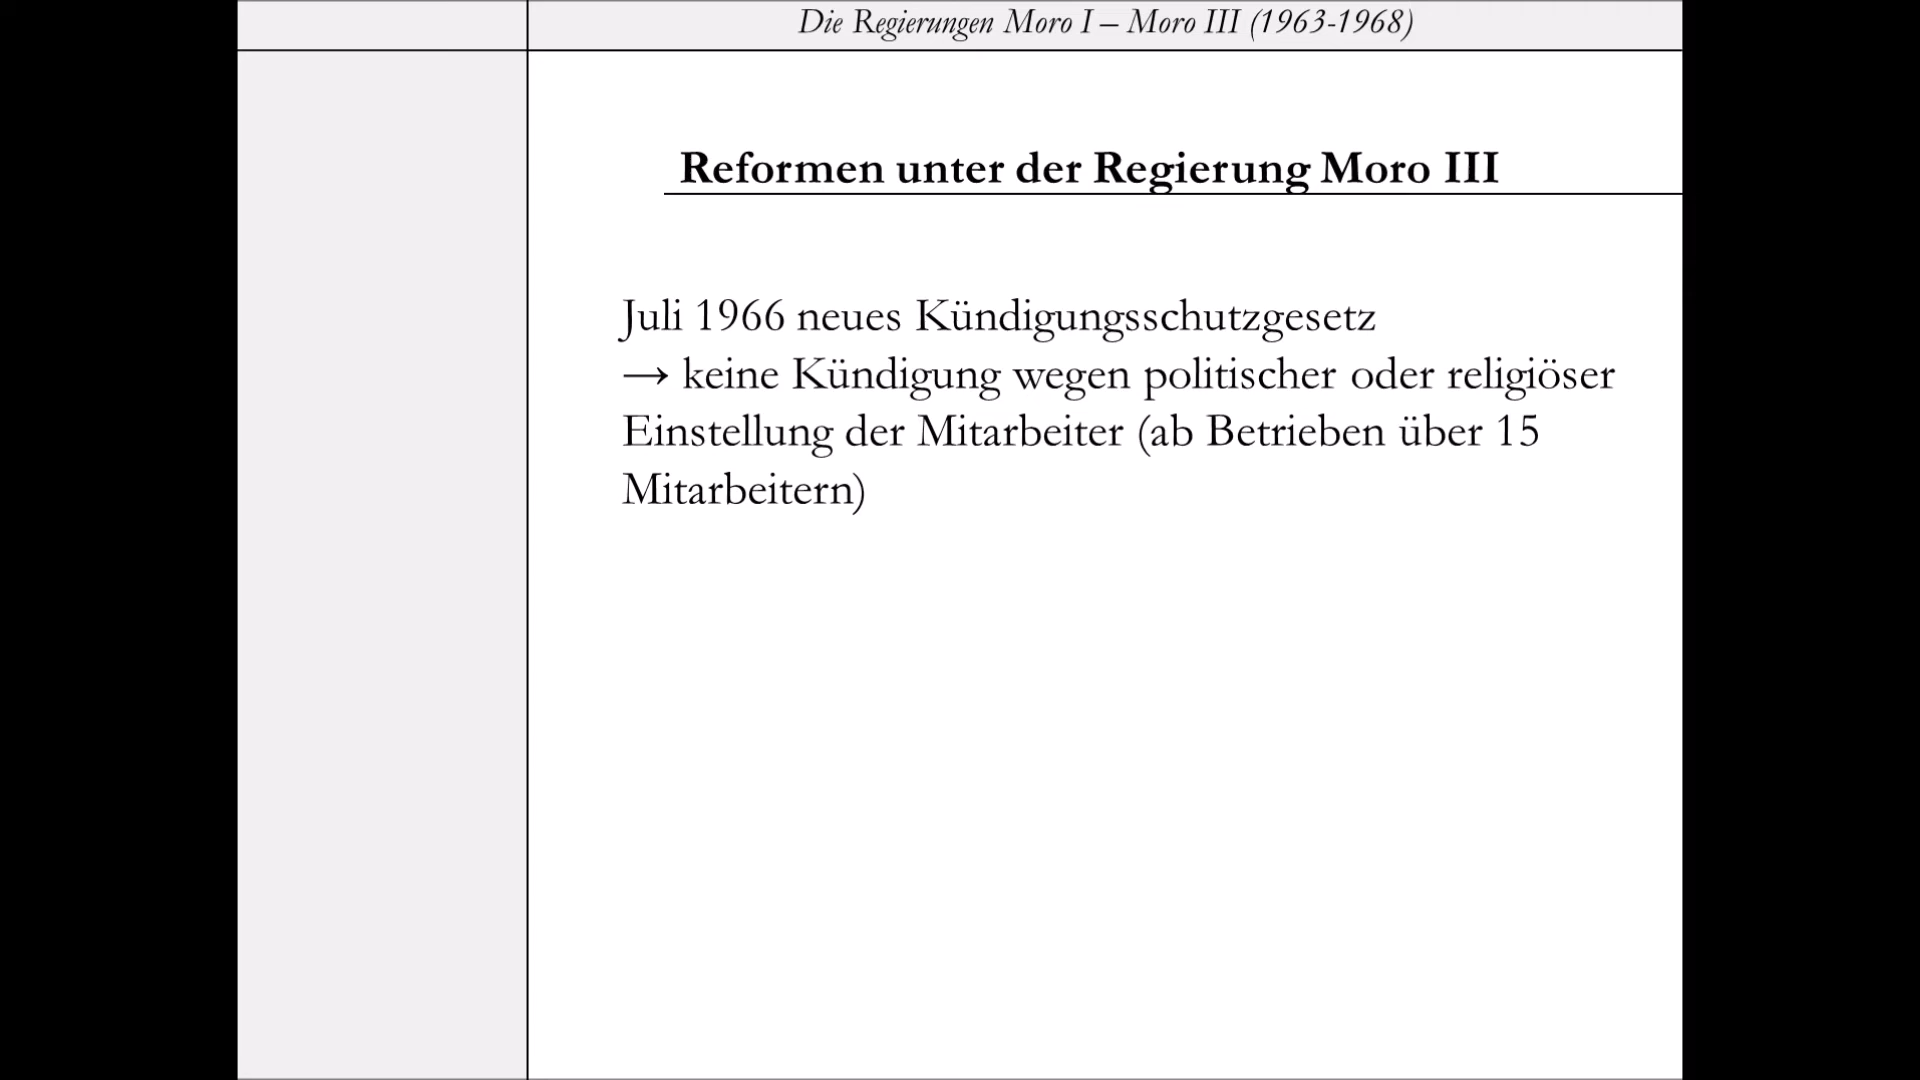 Die Regierungen Moro I – Moro III (1963-1968)
Reformen unter der Regierung Moro III
Juli 1966 neues Kündigungsschutzgesetz
→ keine Kündigung wegen politischer oder religiöser
Einstellung der Mitarbeiter (ab Betrieben über 15
Mitarbeitern)